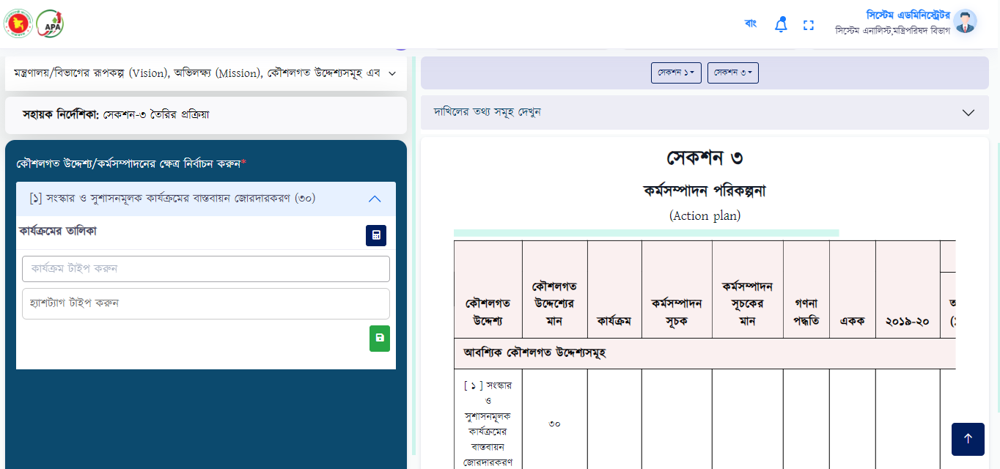 APA
বাং
সিস্টেম এডমিনিস্ট্রেটর
সিস্টেম এনালিস্ট,মন্ত্রিপরিষদ বিভাগ
মন্ত্রণালয়/বিভাগের রূপকল্প (Vision), অভিলক্ষ্য (Mission), কৌশলগত উদ্দেশ্যসমূহ এব
সহায়ক নির্দেশিকা: সেকশন-৩ তৈরির প্রক্রিয়া
কৌশলগত উদ্দেশ্য/কর্মসম্পাদনের ক্ষেত্র নির্বাচন করুন*
[১] সংস্কার ও সুশাসনমূলক কার্যক্রমের বাস্তবায়ন জোরদারকরণ (৩০)
কার্যক্রমের তালিকা
কার্যক্রম টাইপ করুন
হ্যাশট্যাগ টাইপ করুন
সেকশন ১
সেকশন ৩
দাখিলের তথ্য সমূহ দেখুন
সেকশন ৩
কর্মসম্পাদন পরিকল্পনা
(Action plan)
কৌশলগত
উদ্দেশ্য
কৌশলগত
উদ্দেশ্যের
মান
কার্যক্রম
কর্মসম্পাদন
সূচক
কর্মসম্পাদন
সূচকের
মান
গণনা
পদ্ধতি
একক
২০১৯-২০
আবশ্যিক কৌশলগত উদ্দেশ্যসমূহ
[ ১ ] সংস্কার
ও
সুশাসনমূলক
কার্যক্রমের
বাস্তবায়ন
জোরদারকরণ
৩০